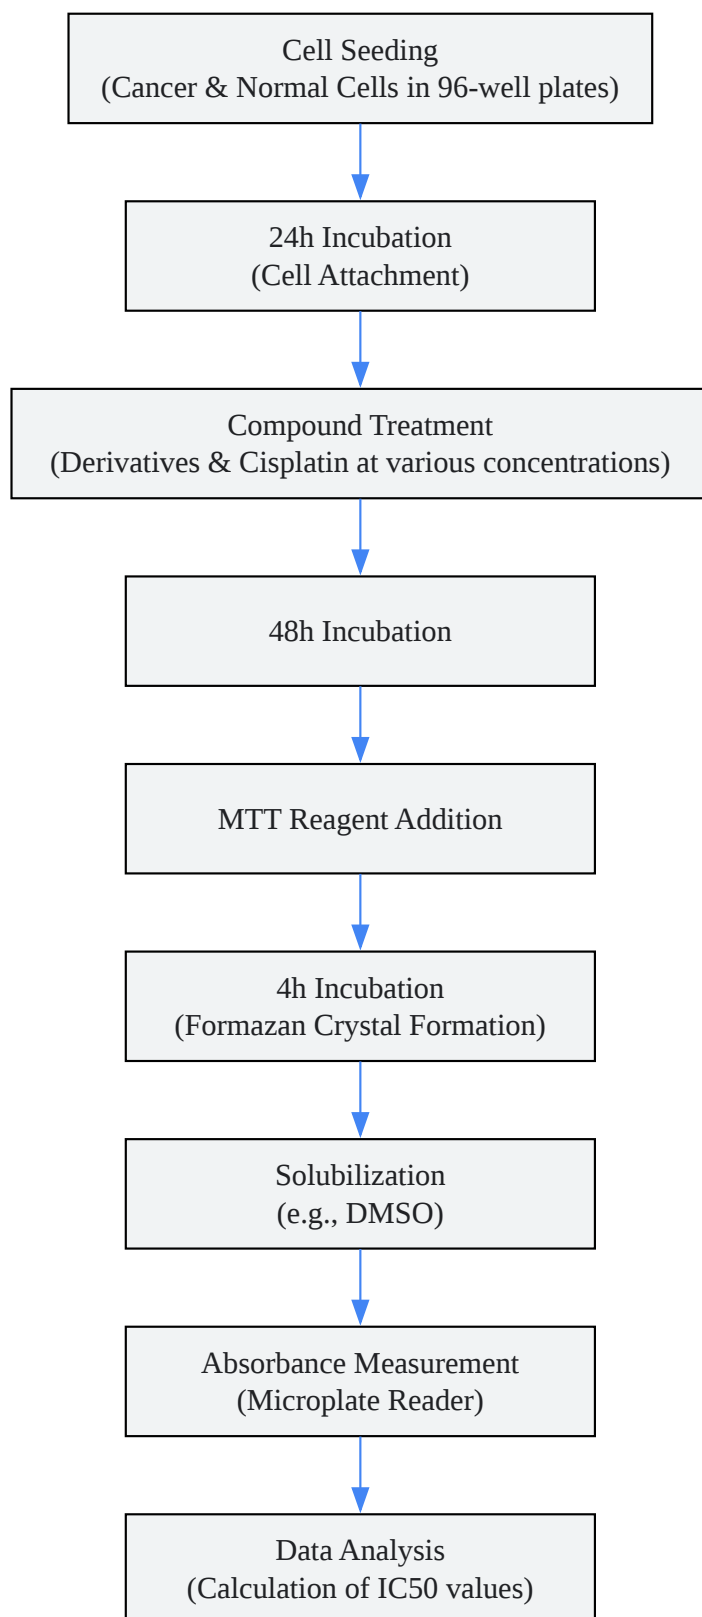 Cell Seeding
(Cancer & Normal Cells in 96-well plates)
24h Incubation
(Cell Attachment)
Compound Treatment
(Derivatives & Cisplatin at various concentrations)
48h Incubation
MTT Reagent Addition
4h Incubation
(Formazan Crystal Formation)
Solubilization
(e.g., DMSO)
Absorbance Measurement
(Microplate Reader)
Data Analysis
(Calculation of IC50 values)